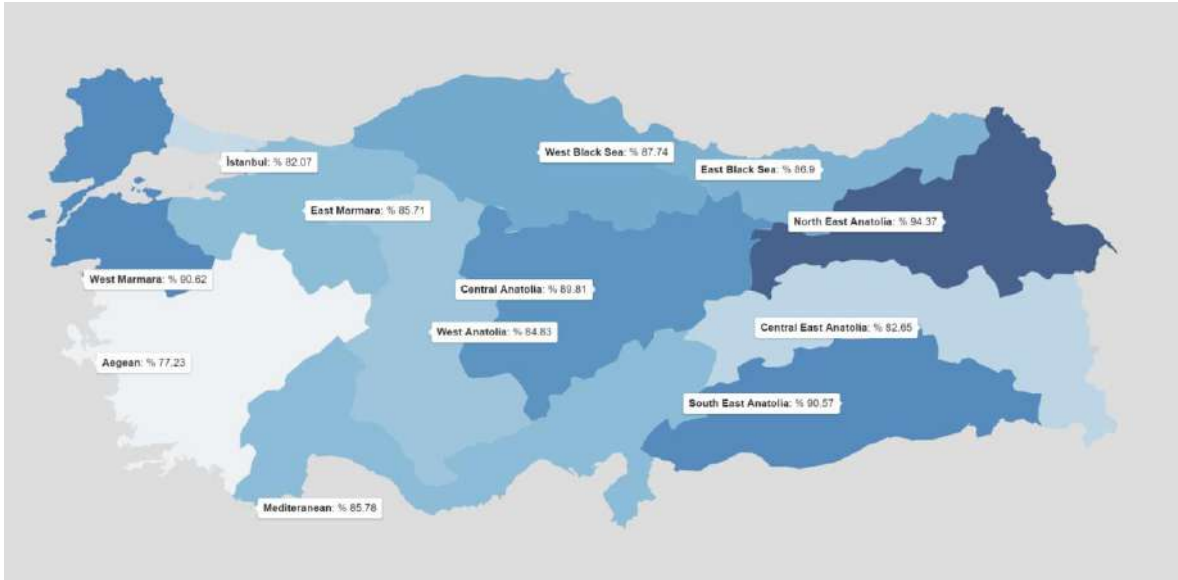 West Black Sea: % 87.74
İstanbul: % 82.07
East Black Sea: % 86.9
East Marmara: % 85.71
North East Anatolia: % 94.37
West Marmara: % 90.62
Central Anatolia: % 89.81
Central East Anatolia: % 82.65
West Anatolia: % 84.83
Aegean: % 77.23
South East Anatolia: % 90.57
Mediteranean: % 85.78